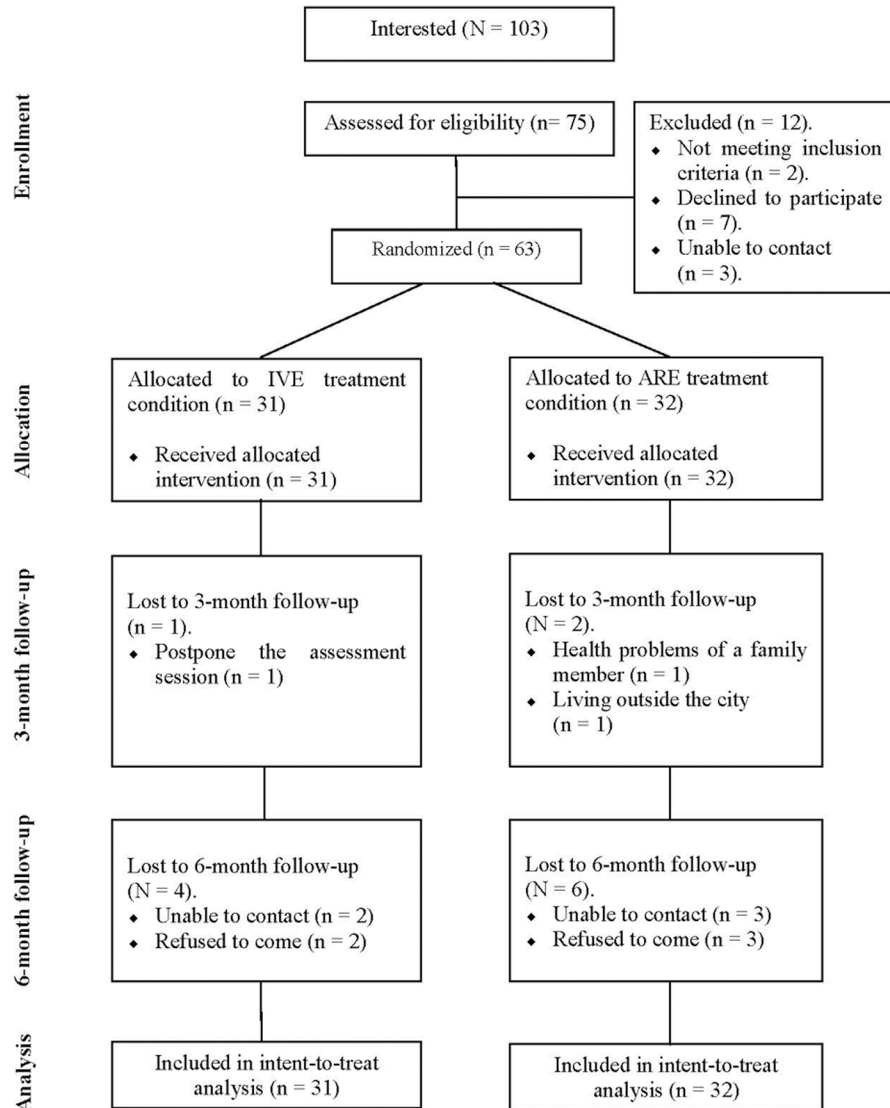 Interested (N = 103)
Enrollment
Assessed for eligibility (n= 75)
Excluded (n = 12).
⬥ Not meeting inclusion
criteria (n = 2).
⬥ Declined to participate
(n = 7).
⬥ Unable to contact
(n = 3).
Randomized (n = 63)
Allocation
Allocated to IVE treatment
condition (n = 31)
⬥ Received allocated
intervention (n = 31)
Allocated to ARE treatment
condition (n = 32)
⬥ Received allocated
intervention (n = 32)
3-month follow-up
Lost to 3-month follow-up
(n = 1).
⬥ Postpone the assessment
session (n = 1)
Lost to 3-month follow-up
(N = 2).
⬥ Health problems of a family
member (n = 1)
⬥ Living outside the city
(n = 1)
6-month follow-up
Lost to 6-month follow-up
(N = 4).
⬥ Unable to contact (n = 2)
⬥ Refused to come (n = 2)
Lost to 6-month follow-up
(N = 6).
⬥ Unable to contact (n = 3)
⬥ Refused to come (n = 3)
Analysis
Included in intent-to-treat
analysis (n = 31)
Included in intent-to-treat
analysis (n = 32)